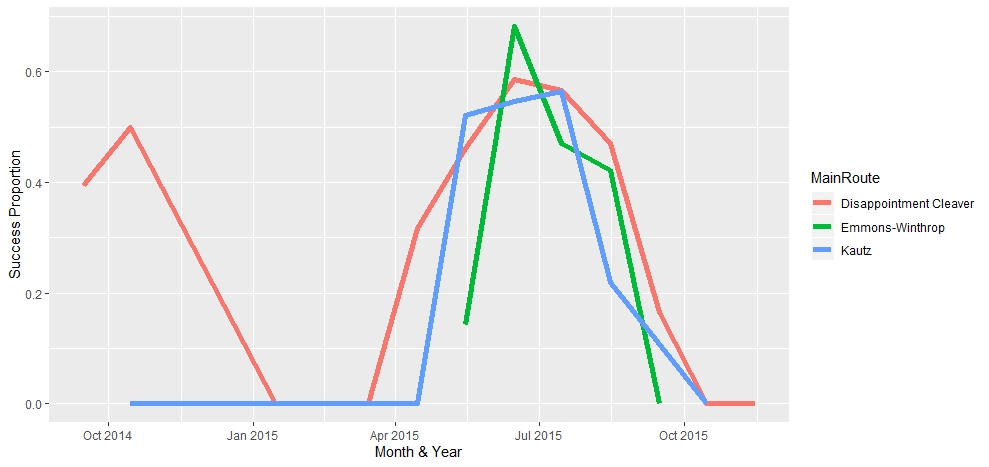 Success Proportion
0.6
0.4
0.2
0.0
Oct 2014
Jan 2015
Apr 2015
Jul 2015
Oct 2015
Month & Year
MainRoute
Disappointment Cleaver
Emmons-Winthrop
Kautz